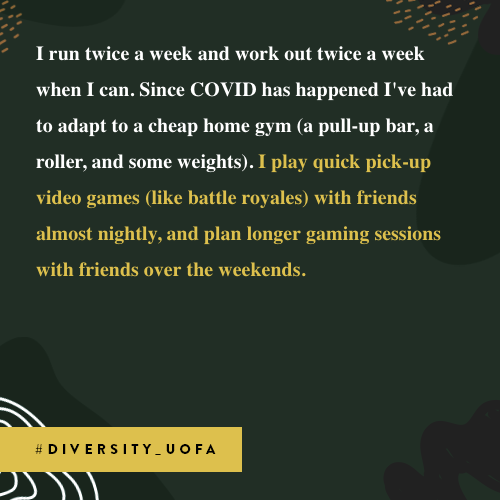 I run twice a week and work out twice a week
when I can. Since COVID has happened I've had
to adapt to a cheap home gym (a pull-up bar, a
roller, and some weights). I play quick pick-up
video games (like battle royales) with friends
almost nightly, and plan longer gaming sessions
with friends over the weekends.
#DIVERSITY_UOFA